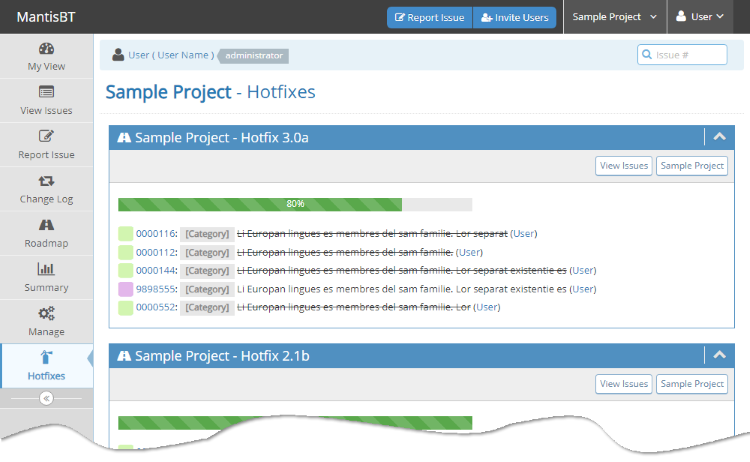 MantisBT
Report Issue Invite Users Sample Project User
My View
View Issues
Report Issue
Change Log
Roadmap
Summary
Manage
Hotfixes
User ( User Name ) administrator Issue #
Sample Project - Hotfixes
Sample Project - Hotfix 3.0a
View Issues Sample Project
80%
0000116: [Category] Li Europan lingues es membres del sam familie. Lor separat (User)
0000112: [Category] Li Europan lingues es membres del sam familie. (User)
0000144: [Category] Li Europan lingues es membres del sam familie. Lor separat existentie es (User)
9898555: [Category] Li Europan lingues es membres del sam familie. Lor separat existentie es (User)
0000552: [Category] Li Europan lingues es membres del sam familie. Lor (User)
Sample Project - Hotfix 2.1b
View Issues Sample Project